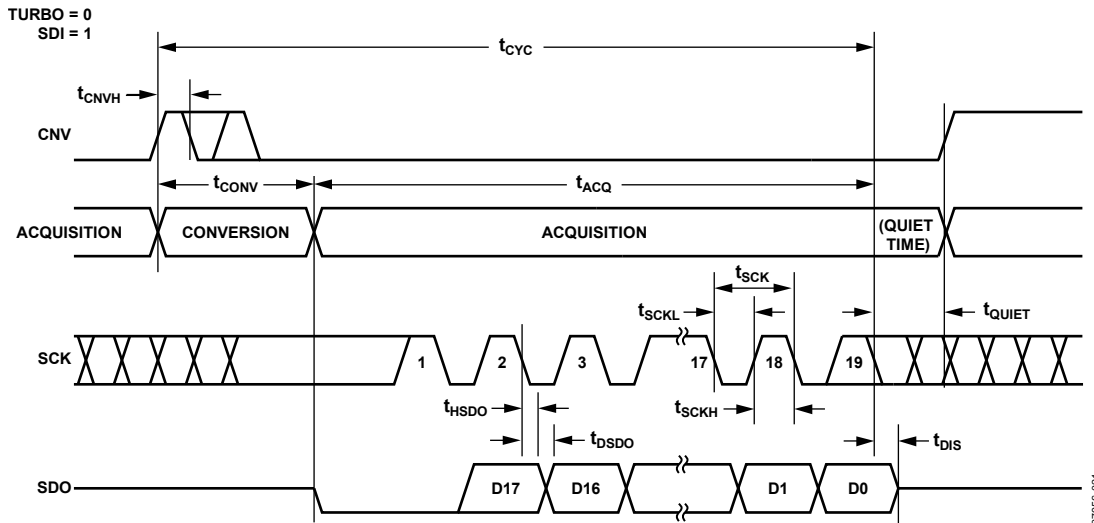 TURBO = 0
SDI = 1
tCYC
tCNVH
CNV
tCONV
tACQ
ACQUISITION
CONVERSION
ACQUISITION
(QUIET
TIME)
tSCK
tSCKL
tQUIET
SCK
1
2
3
17
18
19
tHSDO
tSCKH
tDSDO
tDIS
SDO
D17
D16
D1
D0